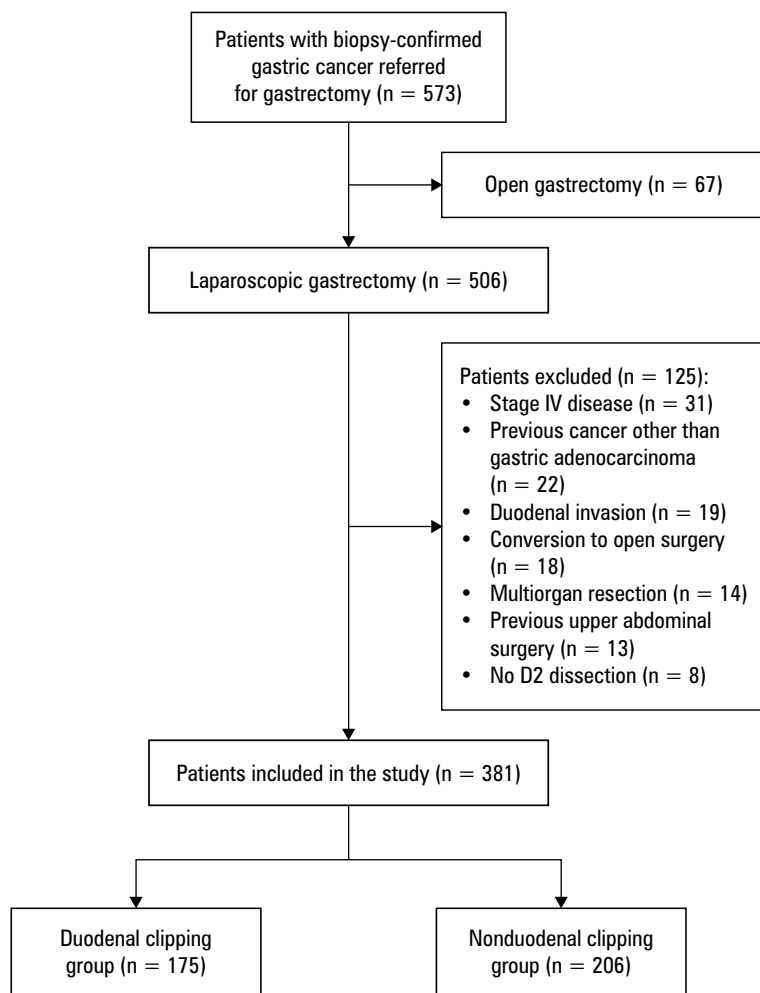 Patients with biopsy-confirmed
gastric cancer referred
for gastrectomy (n = 573)
Open gastrectomy (n = 67)
Laparoscopic gastrectomy (n = 506)
Patients excluded (n = 125):
• Stage IV disease (n = 31)
• Previous cancer other than
gastric adenocarcinoma
(n = 22)
• Duodenal invasion (n = 19)
• Conversion to open surgery
(n = 18)
• Multiorgan resection (n = 14)
• Previous upper abdominal
surgery (n = 13)
• No D2 dissection (n = 8)
Patients included in the study (n = 381)
Duodenal clipping
group (n = 175)
Nonduodenal clipping
group (n = 206)